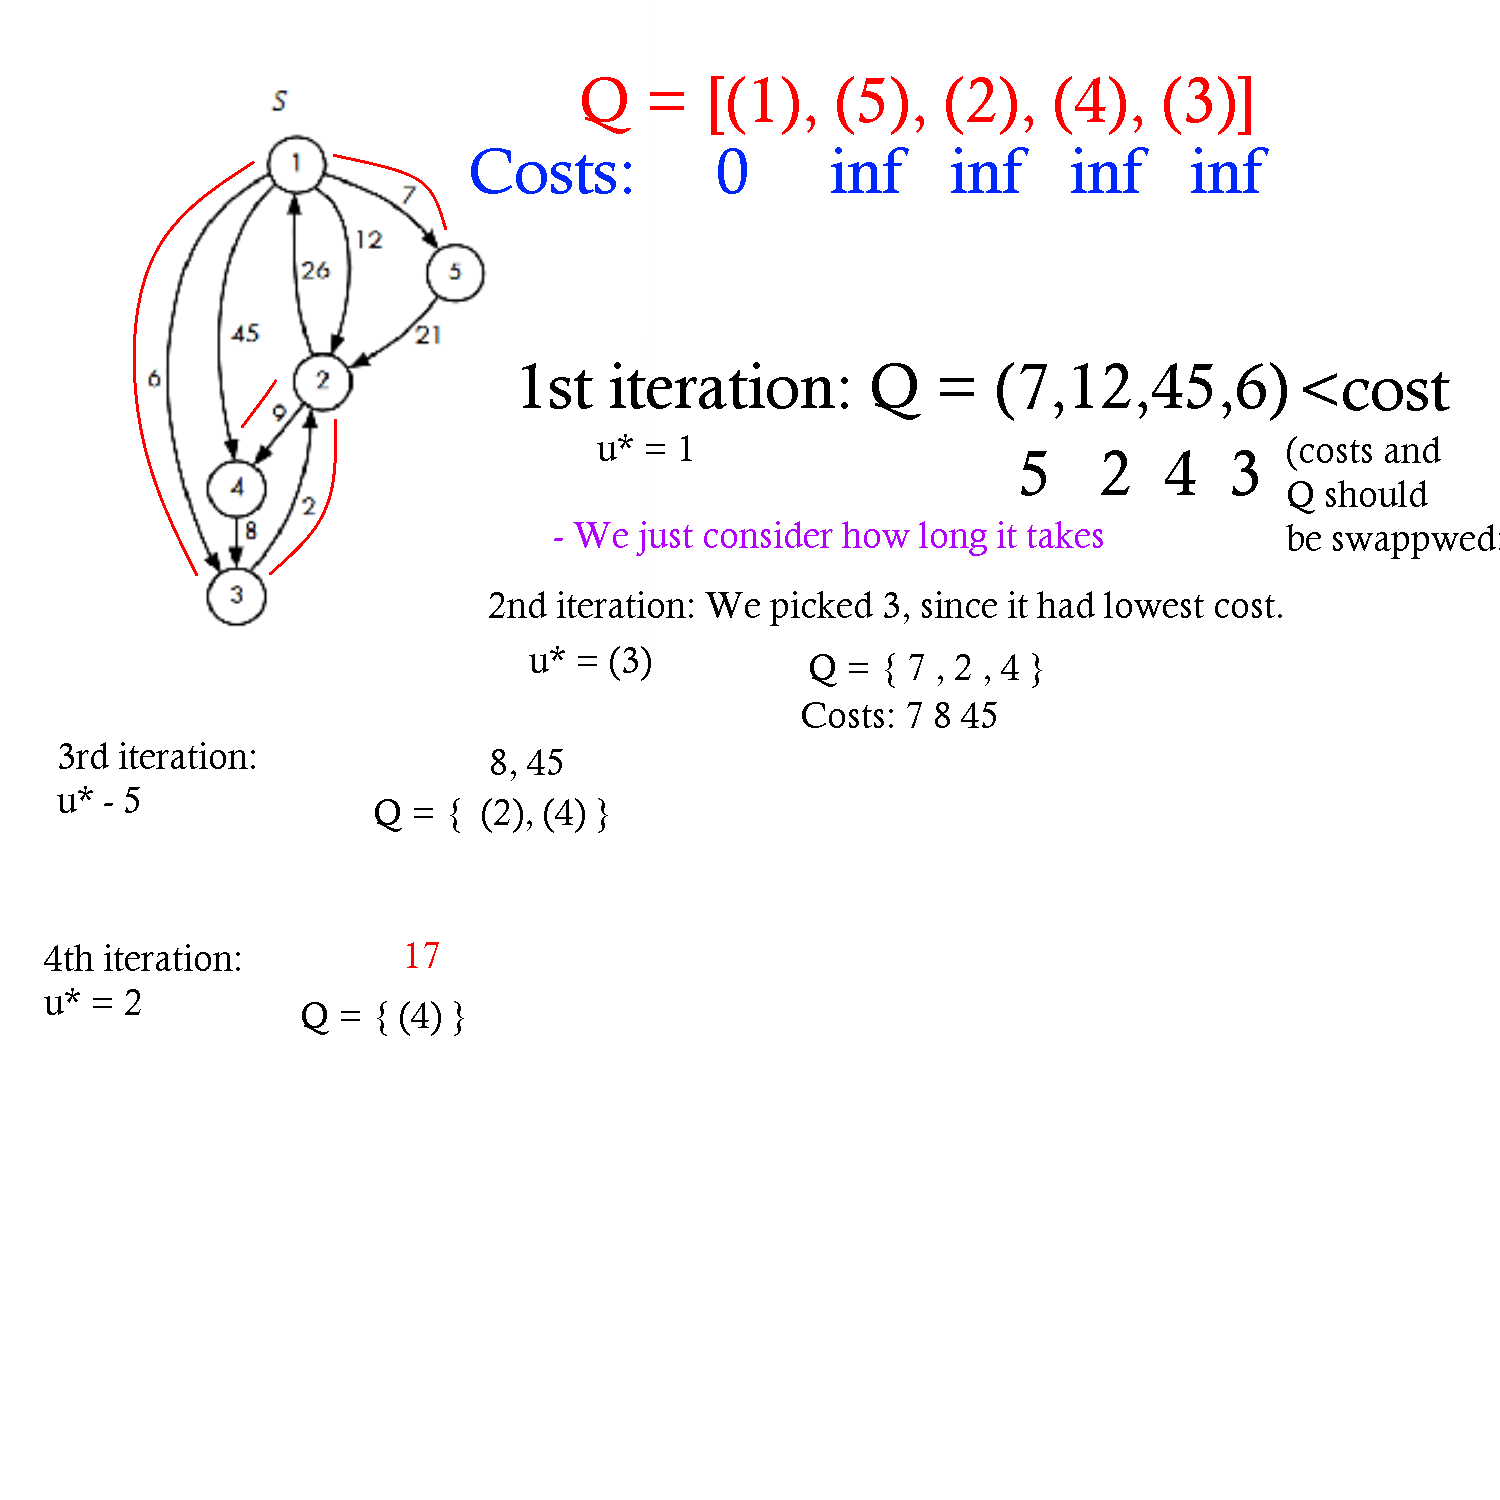 S
Q = [(1), (5), (2), (4), (3)]
Costs: 0 inf inf inf inf
1
7
12
5
26
45
21
6
2
9
4
8
2
3
1st iteration: Q = (7,12,45,6) <cost
u* = 1
5 2 4 3
(costs and
Q should
be swappwed:
- We just consider how long it takes
2nd iteration: We picked 3, since it had lowest cost.
u* = (3)
Q = { 7 , 2 , 4 }
Costs: 7 8 45
3rd iteration:
u* - 5
8, 45
Q = { (2), (4) }
4th iteration:
u* = 2
17
Q = { (4) }